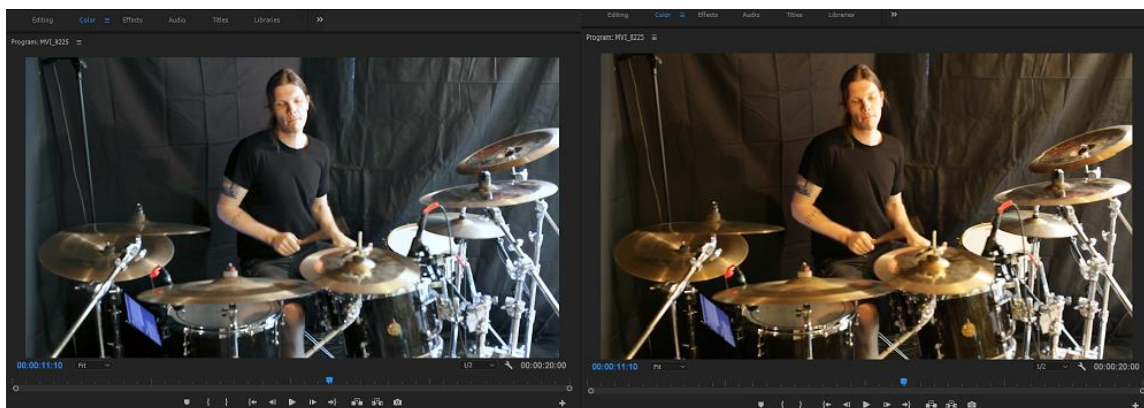 Editing Color Effects Audio Titles Libraries
Program: MVI_8225
00:00:11:10 Fit 1/2 00:00:20:00
Editing Color Effects Audio Titles Libraries
Program: MVI_8225
00:00:11:10 Fit 1/2 00:00:20:00